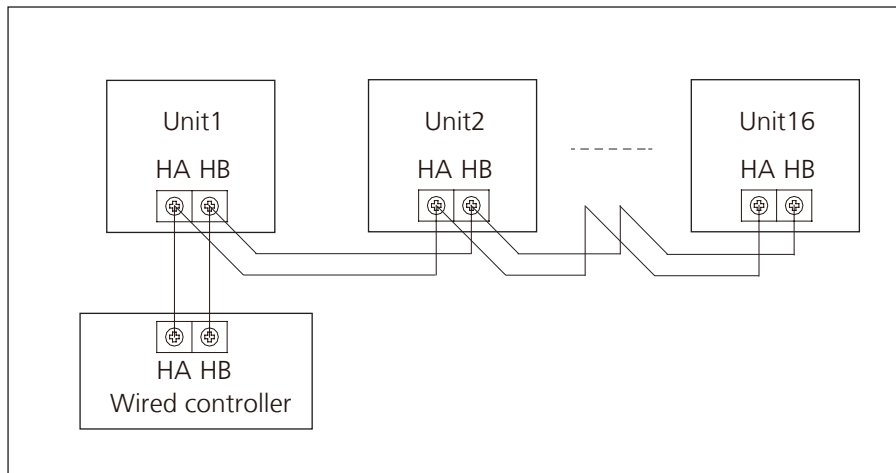 Unit1
HA HB
Unit2
HA HB
Unit16
HA HB
HA HB
Wired controller